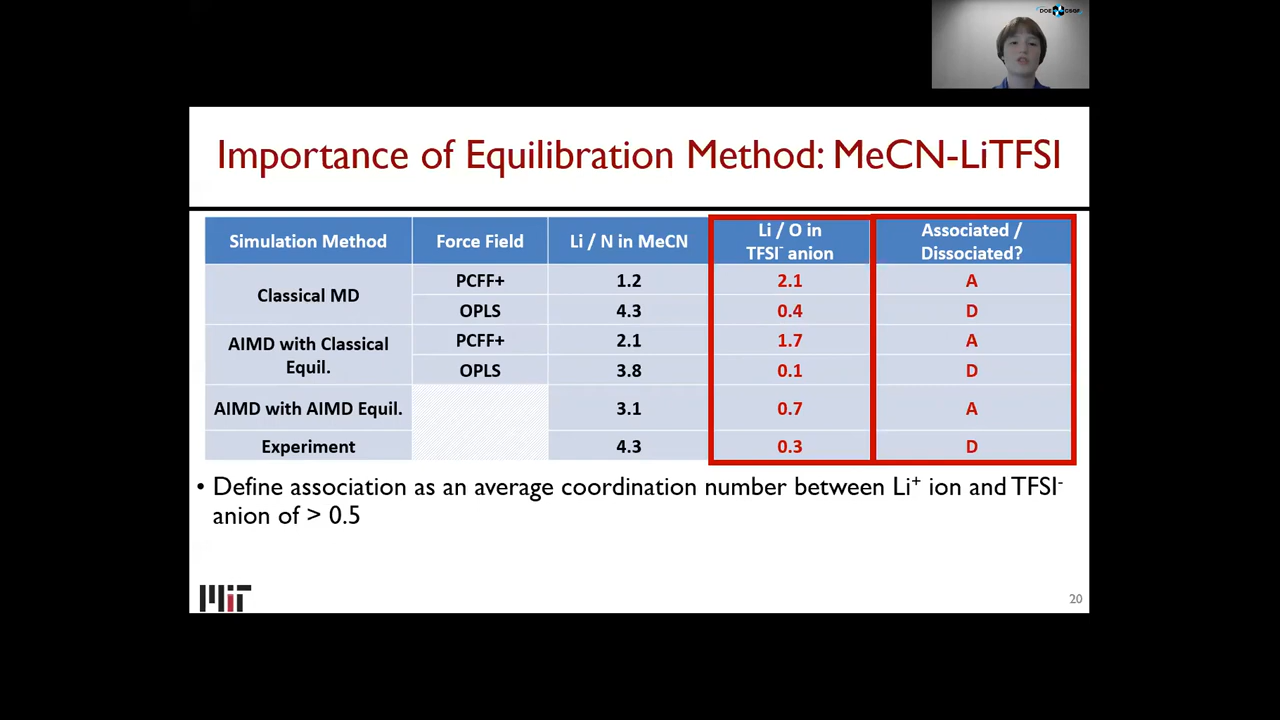 DOE CSGF
Importance of Equilibration Method: MeCN-LiTFSI
Simulation Method Force Field Li / N in MeCN Li / O in TFSI⁻ anion Associated / Dissociated?
Classical MD PCFF+ 1.2 2.1 A
OPLS 4.3 0.4 D
AIMD with Classical Equil. PCFF+ 2.1 1.7 A
OPLS 3.8 0.1 D
AIMD with AIMD Equil. 3.1 0.7 A
Experiment 4.3 0.3 D
• Define association as an average coordination number between Li⁺ ion and TFSI⁻
anion of > 0.5
MIT
20